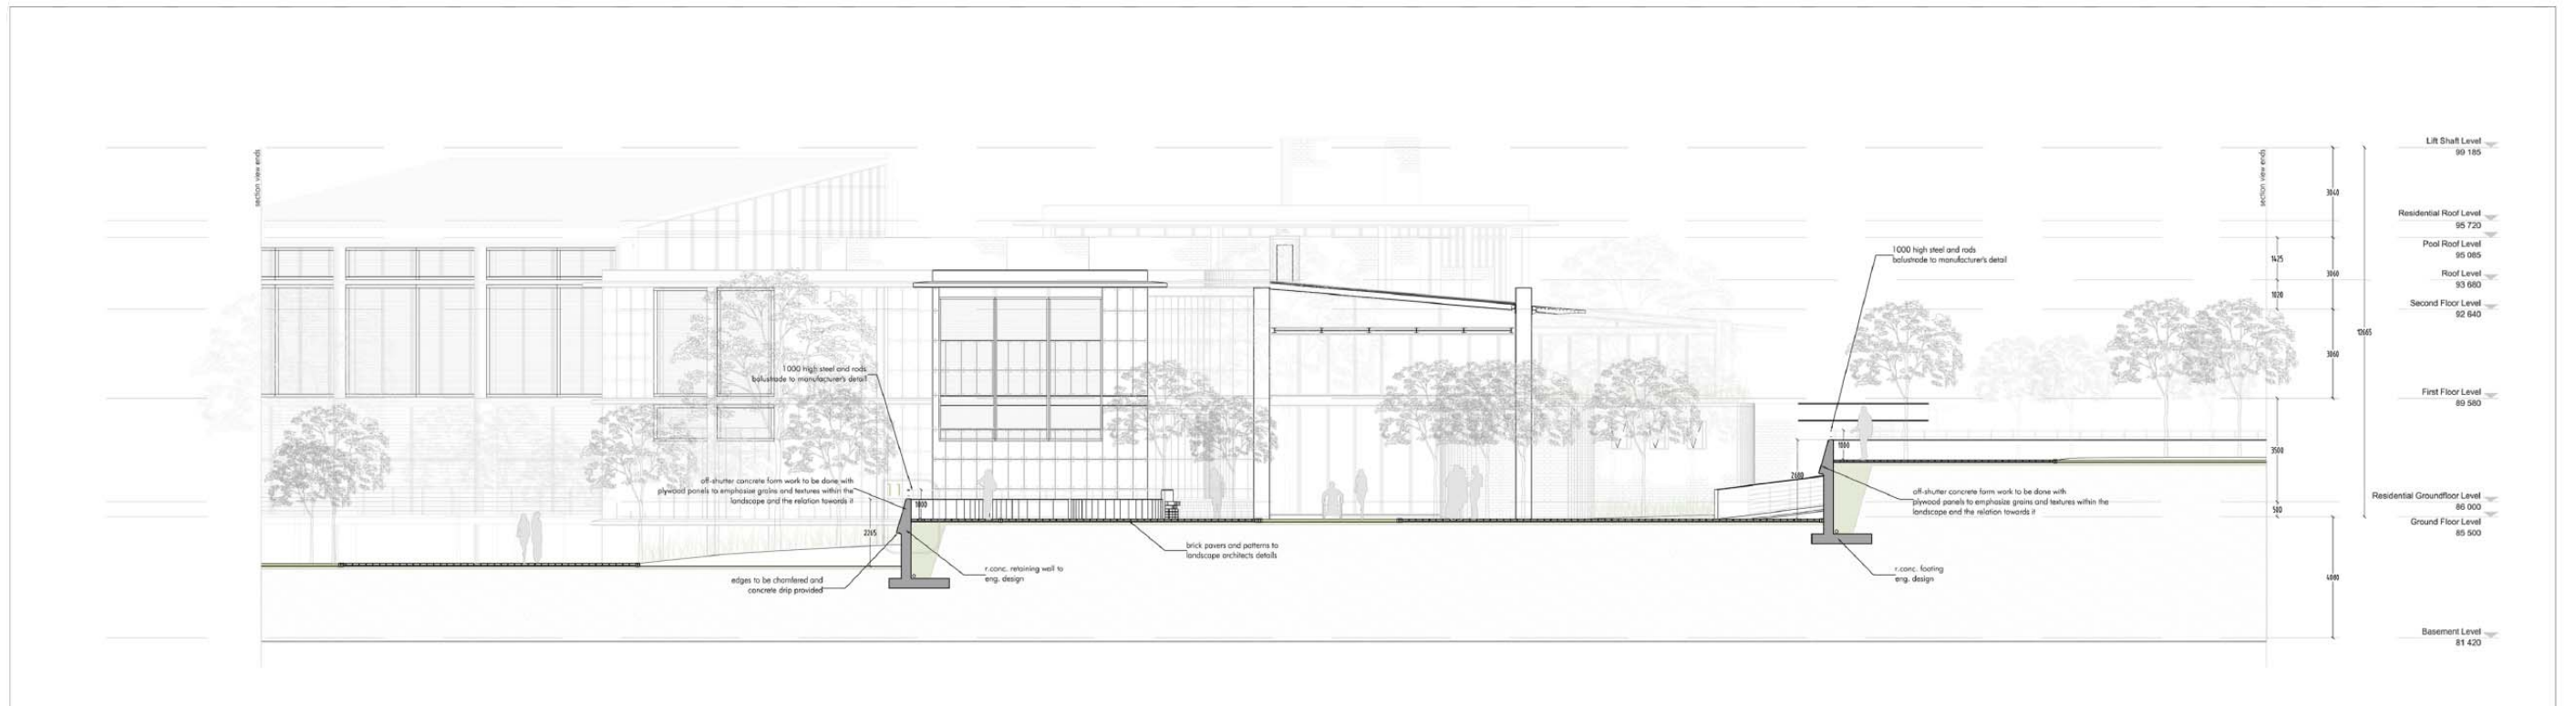 section view ends
section view ends
Lift Shaft Level
99 185
Residential Roof Level
95 720
Pool Roof Level
95 085
Roof Level
93 680
Second Floor Level
92 640
First Floor Level
89 580
Residential Groundfloor Level
86 000
Ground Floor Level
85 500
Basement Level
81 420
3060
1425
1020
3060
3500
500
1000 high steel and rods
balustrade to manufacturer's detail
1000 high steel and rods
balustrade to manufacturer's detail
off-shutter concrete form work to be done with
plywood panels to emphasize grains and textures within the
landscape and the relation towards it
1000
2265
edges to be chamfered and
concrete drip provided
r.conc. retaining wall to
eng. design
brick pavers and patterns to
landscape architects details
1000
off-shutter concrete form work to be done with
plywood panels to emphasize grains and textures within the
landscape and the relation towards it
r.conc. footing
eng. design